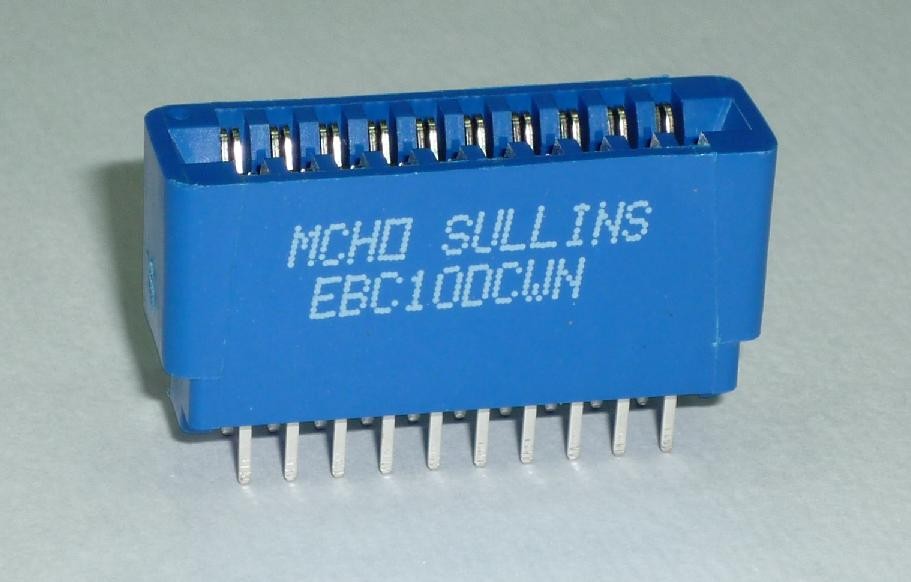 MCHO SULLINS
EBC10DCWN